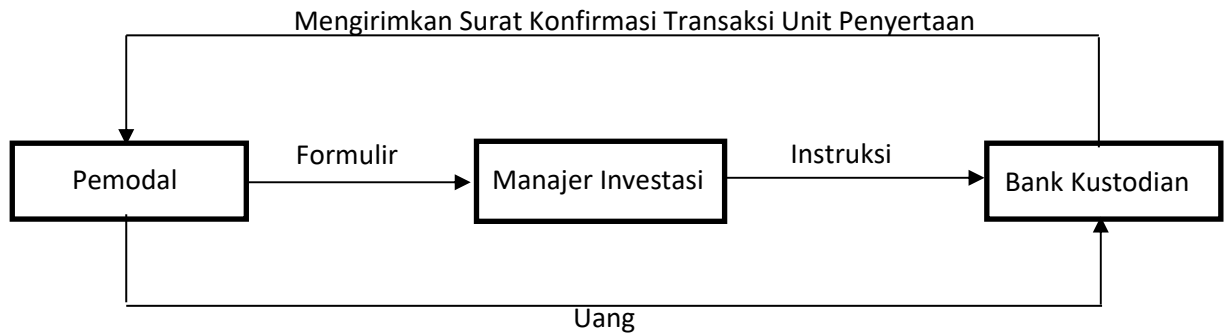 Mengirimkan Surat Konfirmasi Transaksi Unit Penyertaan
Formulir
Instruksi
Pemodal
Manajer Investasi
Bank Kustodian
Uang